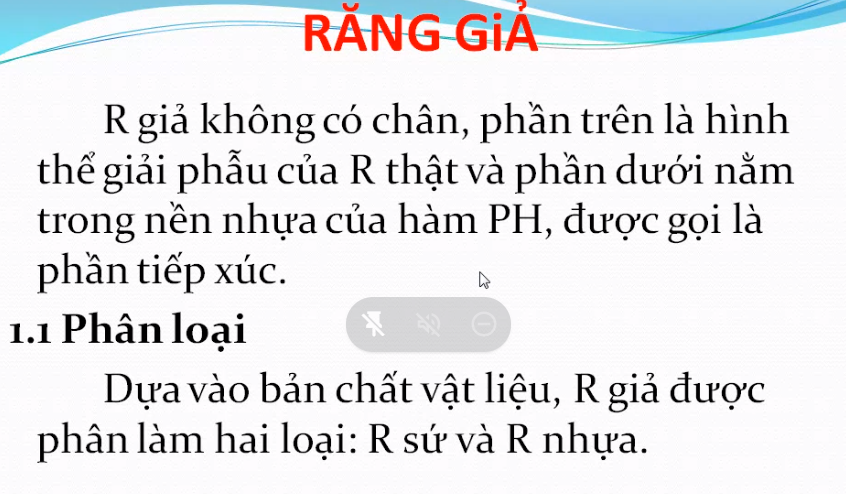 RĂNG GiẢ
R giả không có chân, phần trên là hình
thể giải phẫu của R thật và phần dưới nằm
trong nền nhựa của hàm PH, được gọi là
phần tiếp xúc.
1.1 Phân loại
Dựa vào bản chất vật liệu, R giả được
phân làm hai loại: R sứ và R nhựa.